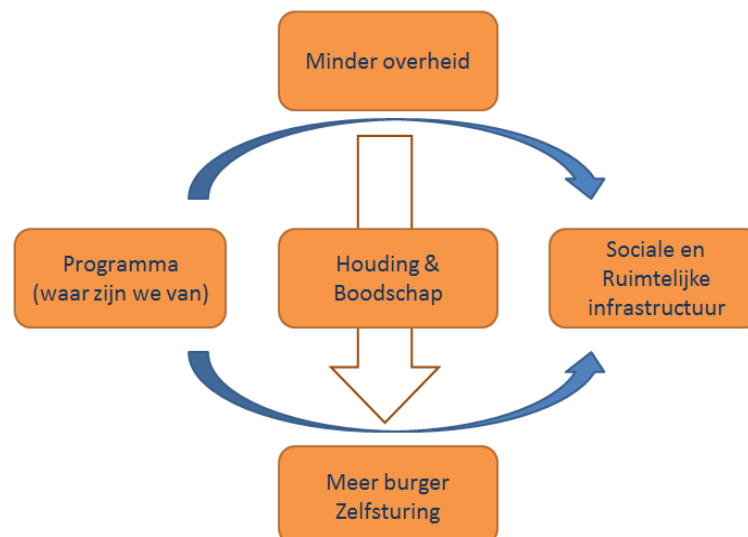 Minder overheid
Programma
(waar zijn we van)
Houding &
Boodschap
Sociale en
Ruimtelijke
infrastructuur
Meer burger
Zelfsturing